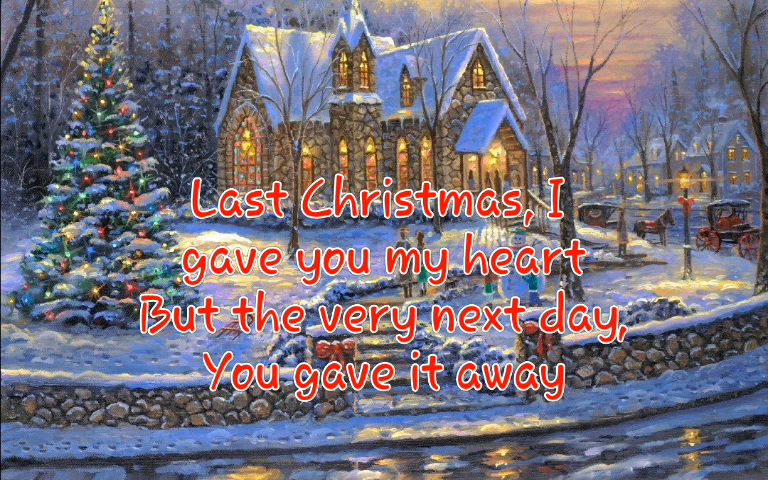 Last Christmas, I
gave you my heart
But the very next day,
You gave it away